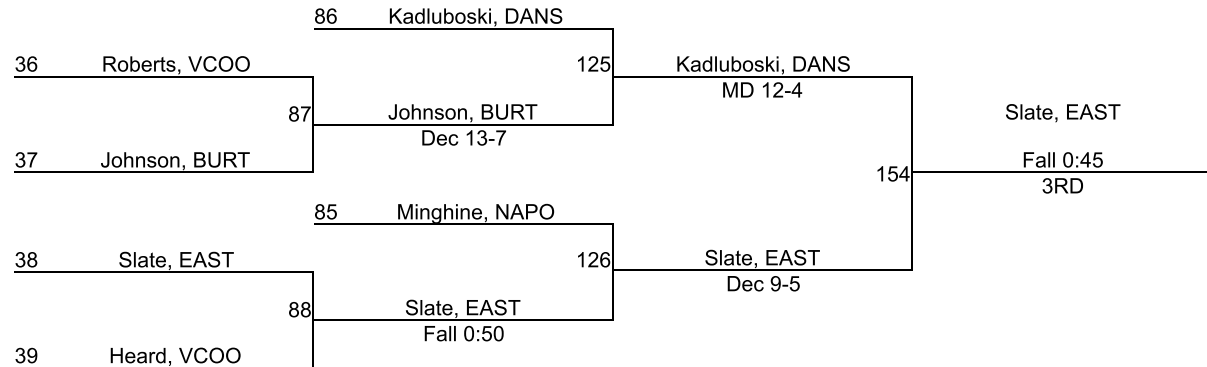 86 Kadluboski, DANS
36 Roberts, VCOO
125 Kadluboski, DANS
MD 12-4
87 Johnson, BURT
Dec 13-7
Slate, EAST
37 Johnson, BURT
Fall 0:45
154
3RD
85 Minghine, NAPO
38 Slate, EAST
126 Slate, EAST
Dec 9-5
88 Slate, EAST
Fall 0:50
39 Heard, VCOO